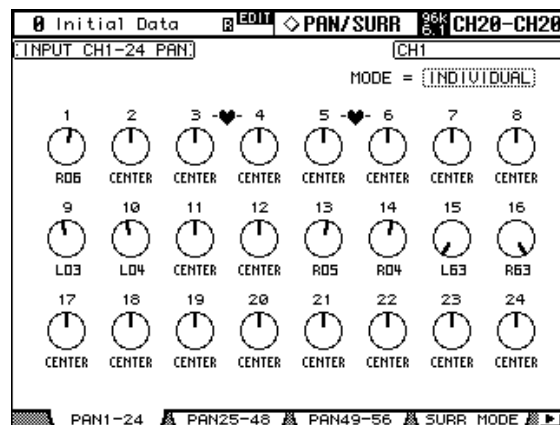 0 Initial Data R EDIT ◇PAN/SURR 96k 6.1 CH20-CH20
INPUT CH1-24 PAN CH1
MODE = INDIVIDUAL
1 2 3 -♥- 4 5 -♥- 6 7 8
R06 CENTER CENTER CENTER CENTER CENTER CENTER CENTER
9 10 11 12 13 14 15 16
L03 L04 CENTER CENTER R05 R04 L63 R63
17 18 19 20 21 22 23 24
CENTER CENTER CENTER CENTER CENTER CENTER CENTER CENTER
PAN1-24 PAN25-48 PAN49-56 SURR MODE